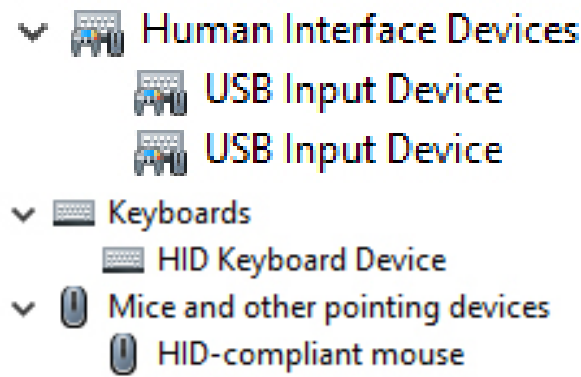 Human Interface Devices
USB Input Device
USB Input Device
Keyboards
HID Keyboard Device
Mice and other pointing devices
HID-compliant mouse